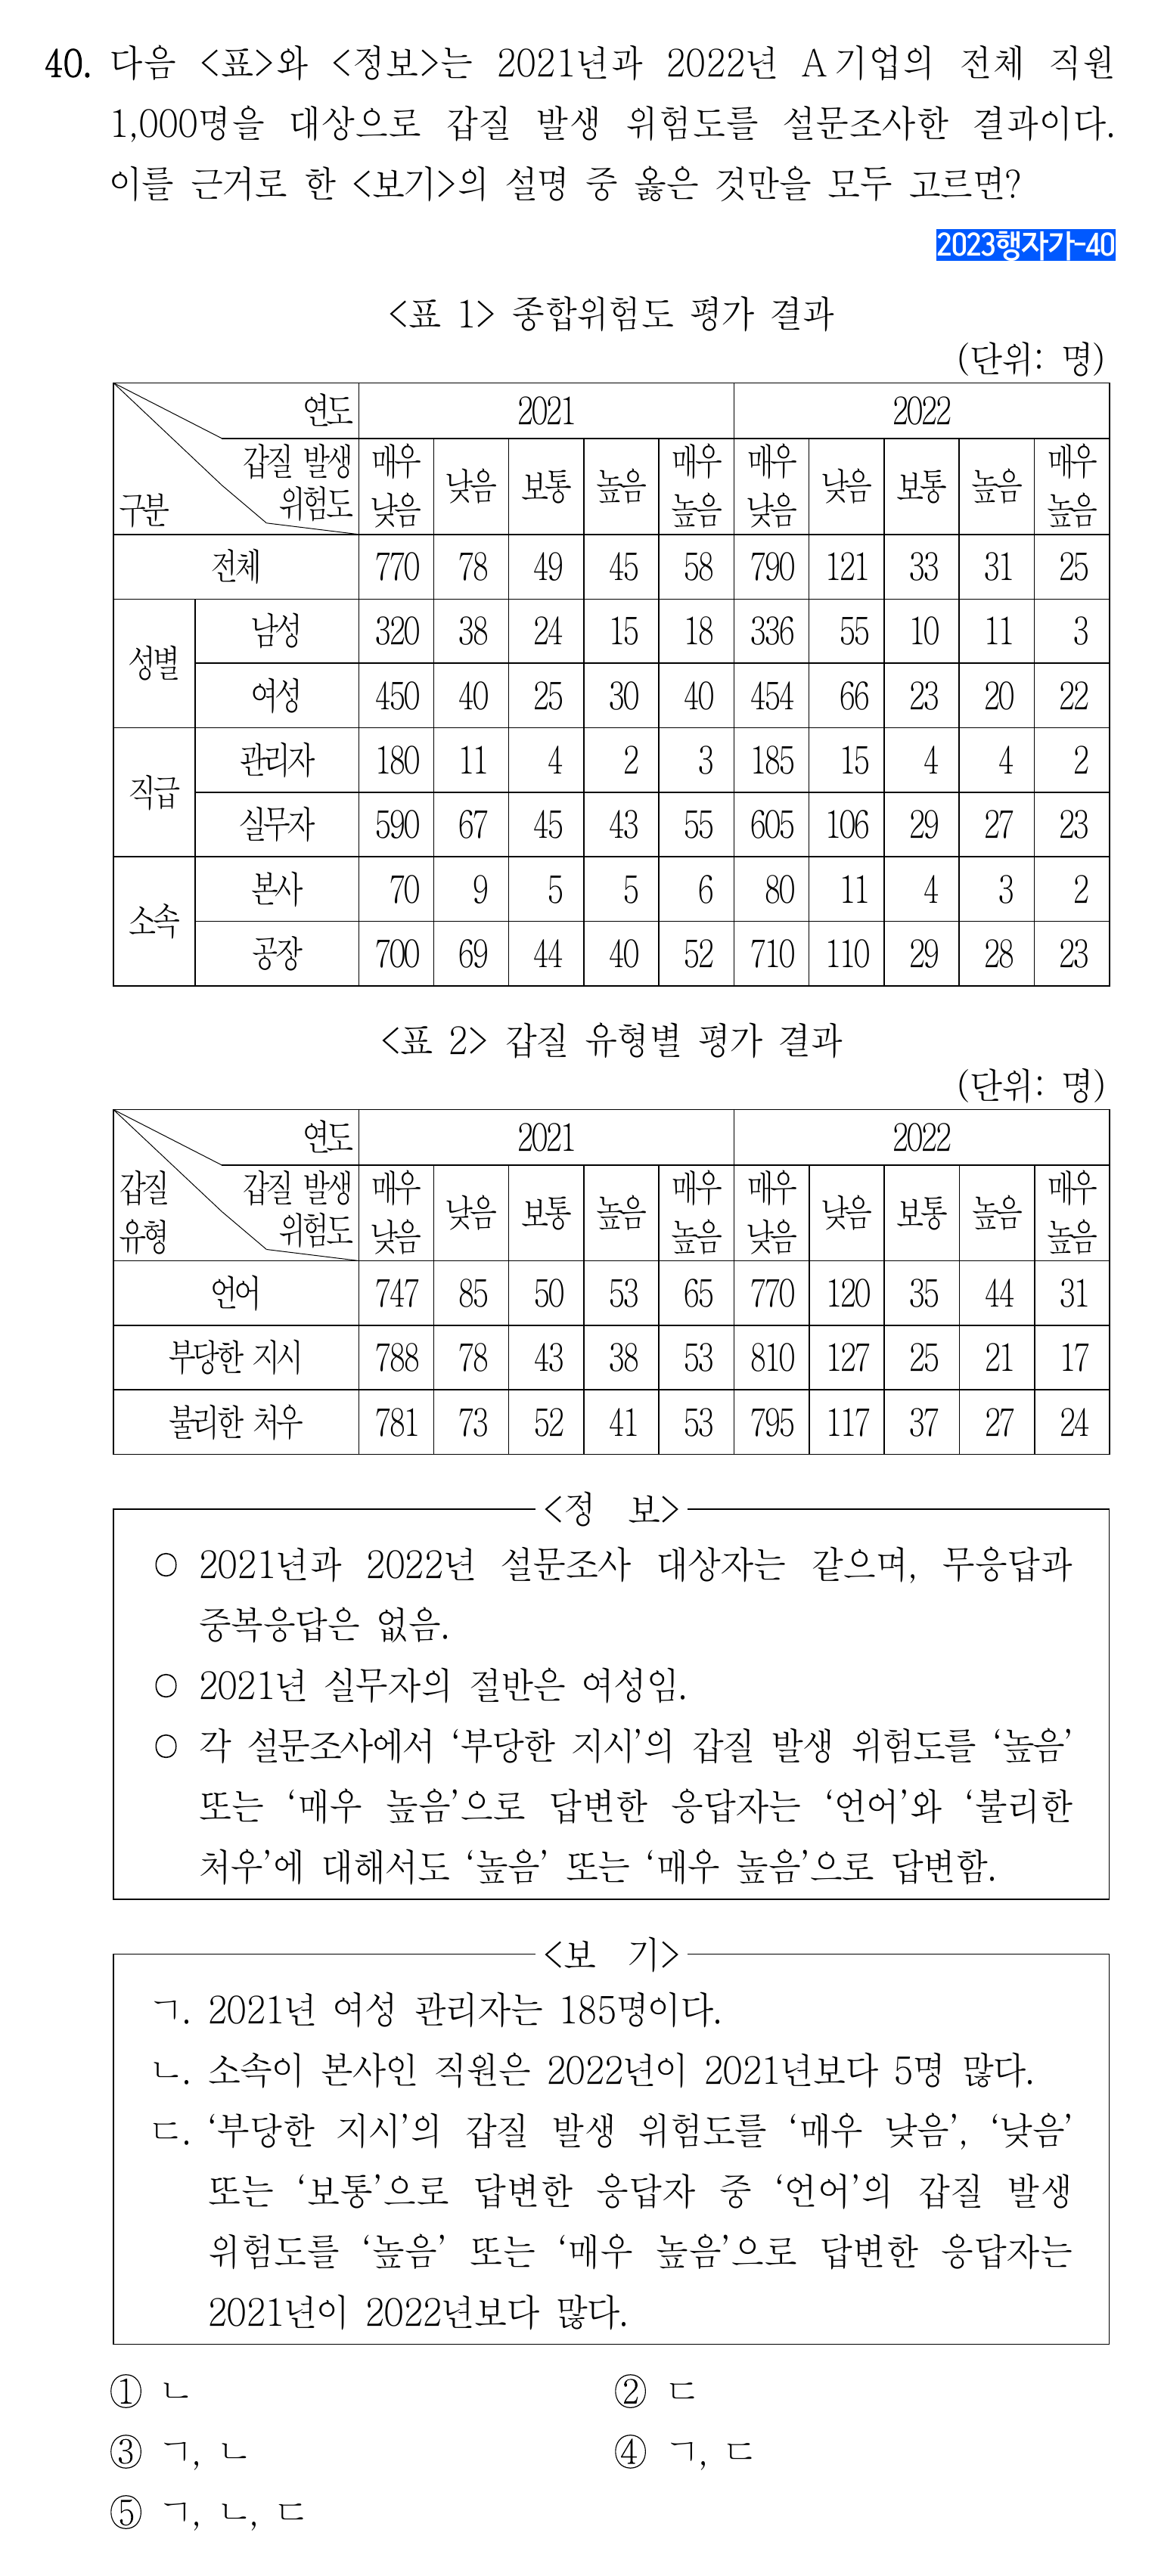 40. 다음 <표>와 <정보>는 2021년과 2022년 A기업의 전체 직원
1,000명을 대상으로 갑질 발생 위험도를 설문조사한 결과이다.
이를 근거로 한 <보기>의 설명 중 옳은 것만을 모두 고르면?
2023행자가-40
<표 1> 종합위험도 평가 결과
(단위: 명)
연도 2021 2022
구분 갑질 발생 위험도 매우 낮음 낮음 보통 높음 매우 높음 매우 낮음 낮음 보통 높음 매우 높음
전체 770 78 49 45 58 790 121 33 31 25
성별 남성 320 38 24 15 18 336 55 10 11 3
여성 450 40 25 30 40 454 66 23 20 22
직급 관리자 180 11 4 2 3 185 15 4 4 2
실무자 590 67 45 43 55 605 106 29 27 23
소속 본사 70 9 5 5 6 80 11 4 3 2
공장 700 69 44 40 52 710 110 29 28 23
<표 2> 갑질 유형별 평가 결과
(단위: 명)
연도 2021 2022
갑질 유형 갑질 발생 위험도 매우 낮음 낮음 보통 높음 매우 높음 매우 낮음 낮음 보통 높음 매우 높음
언어 747 85 50 53 65 770 120 35 44 31
부당한 지시 788 78 43 38 53 810 127 25 21 17
불리한 처우 781 73 52 41 53 795 117 37 27 24
<정 보>
○ 2021년과 2022년 설문조사 대상자는 같으며, 무응답과
중복응답은 없음.
○ 2021년 실무자의 절반은 여성임.
○ 각 설문조사에서 ‘부당한 지시’의 갑질 발생 위험도를 ‘높음’
또는 ‘매우 높음’으로 답변한 응답자는 ‘언어’와 ‘불리한
처우’에 대해서도 ‘높음’ 또는 ‘매우 높음’으로 답변함.
<보 기>
ㄱ. 2021년 여성 관리자는 185명이다.
ㄴ. 소속이 본사인 직원은 2022년이 2021년보다 5명 많다.
ㄷ. ‘부당한 지시’의 갑질 발생 위험도를 ‘매우 낮음’, ‘낮음’
또는 ‘보통’으로 답변한 응답자 중 ‘언어’의 갑질 발생
위험도를 ‘높음’ 또는 ‘매우 높음’으로 답변한 응답자는
2021년이 2022년보다 많다.
① ㄴ ② ㄷ
③ ㄱ, ㄴ ④ ㄱ, ㄷ
⑤ ㄱ, ㄴ, ㄷ